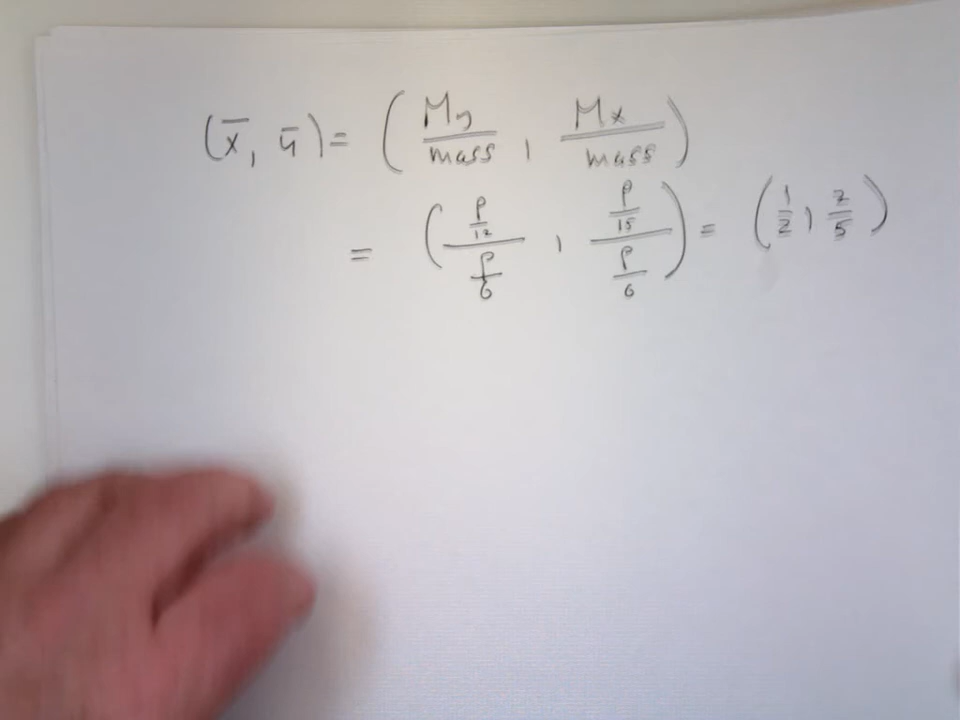 (x̄, ȳ) = (My/mass, Mx/mass)
= ((ρ/12)/(ρ/6), (ρ/15)/(ρ/6)) = (1/2, 2/5)